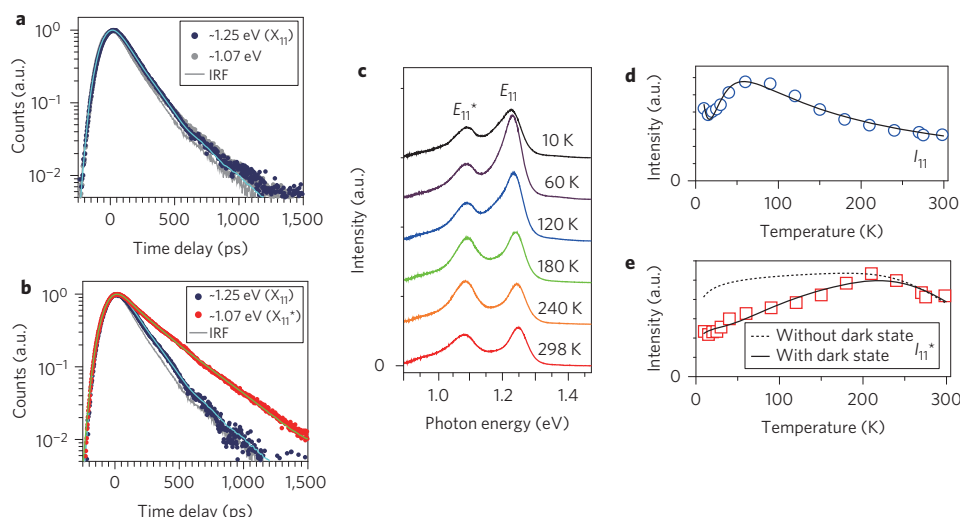 a
Counts (a.u.)
10⁰
10⁻¹
10⁻²
~1.25 eV (X₁₁)
~1.07 eV
IRF
0
500
1,000
1,500
Time delay (ps)
b
Counts (a.u.)
10⁰
10⁻¹
10⁻²
~1.25 eV (X₁₁)
~1.07 eV (X₁₁*)
IRF
0
500
1,000
1,500
Time delay (ps)
c
Intensity (a.u.)
E₁₁*
E₁₁
10 K
60 K
120 K
180 K
240 K
298 K
0
1.0
1.2
1.4
Photon energy (eV)
d
Intensity (a.u.)
I₁₁
0
0
100
200
300
Temperature (K)
e
Intensity (a.u.)
Without dark state
With dark state
I₁₁*
0
0
100
200
300
Temperature (K)